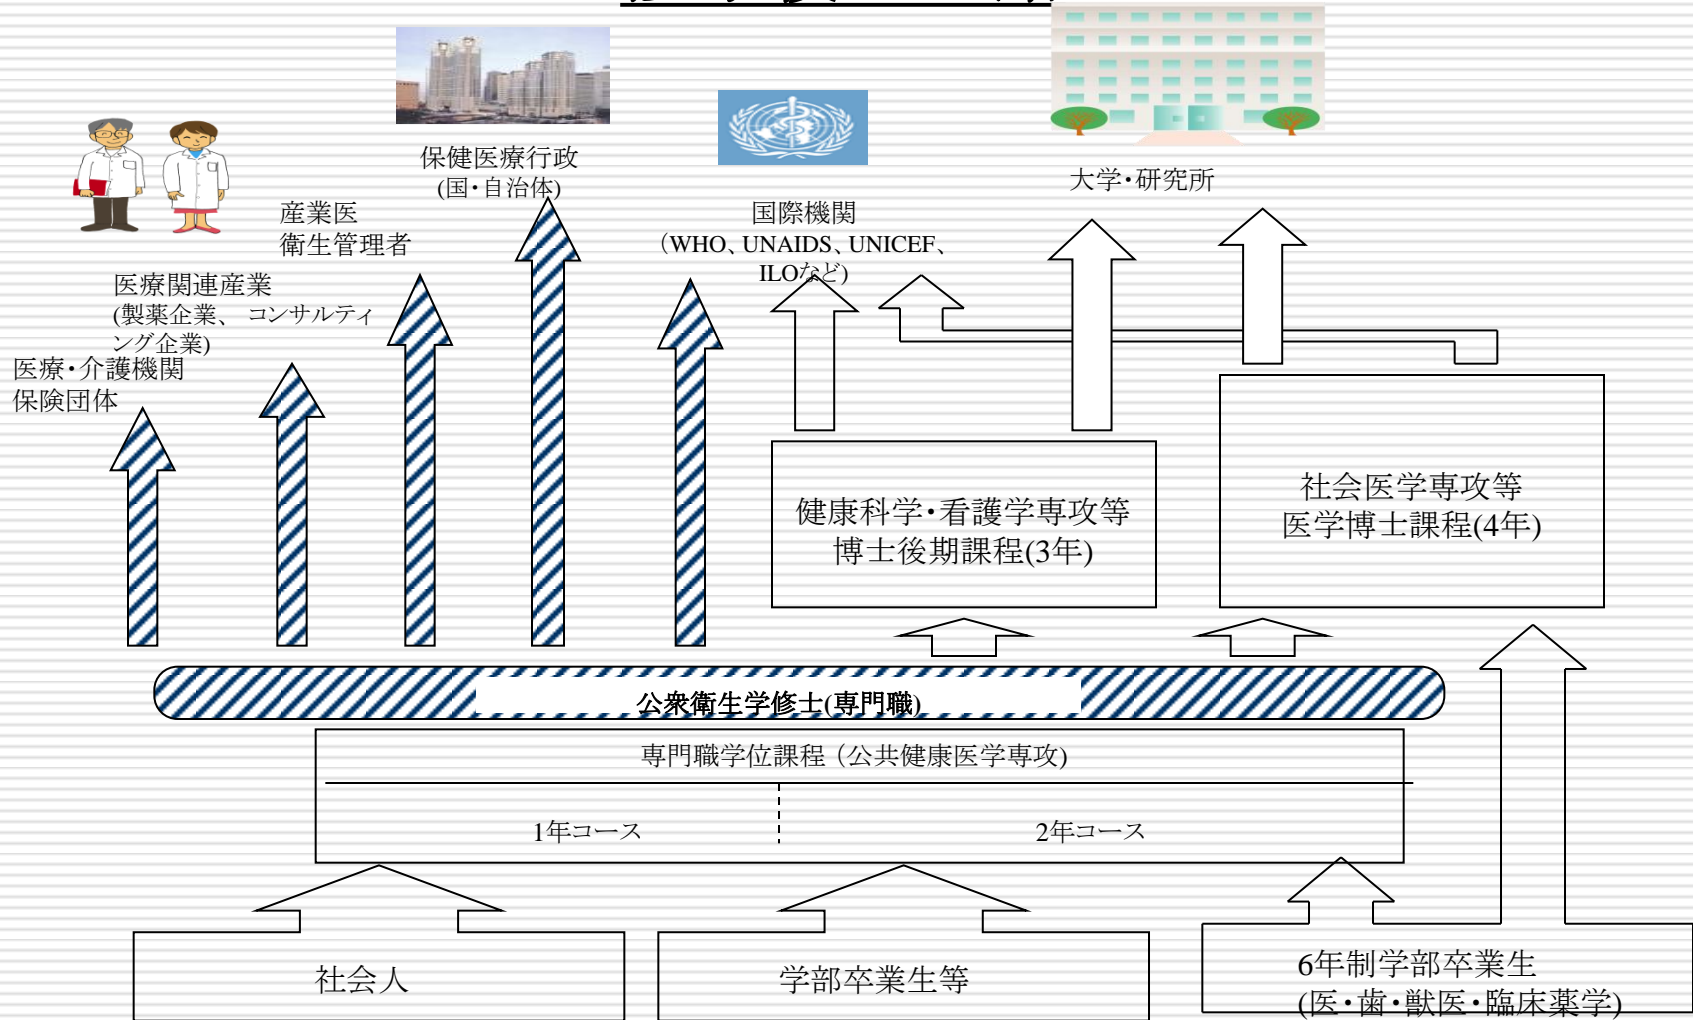 保健医療行政
(国・自治体)
大学・研究所
産業医
衛生管理者
国際機関
（WHO、UNAIDS、UNICEF、
ILOなど)
医療関連産業
(製薬企業、コンサルティ
ング企業)
医療・介護機関
保険団体
健康科学・看護学専攻等
博士後期課程(3年)
社会医学専攻等
医学博士課程(4年)
公衆衛生学修士(専門職)
専門職学位課程（公共健康医学専攻)
1年コース
2年コース
社会人
学部卒業生等
6年制学部卒業生
(医・歯・獣医・臨床薬学)